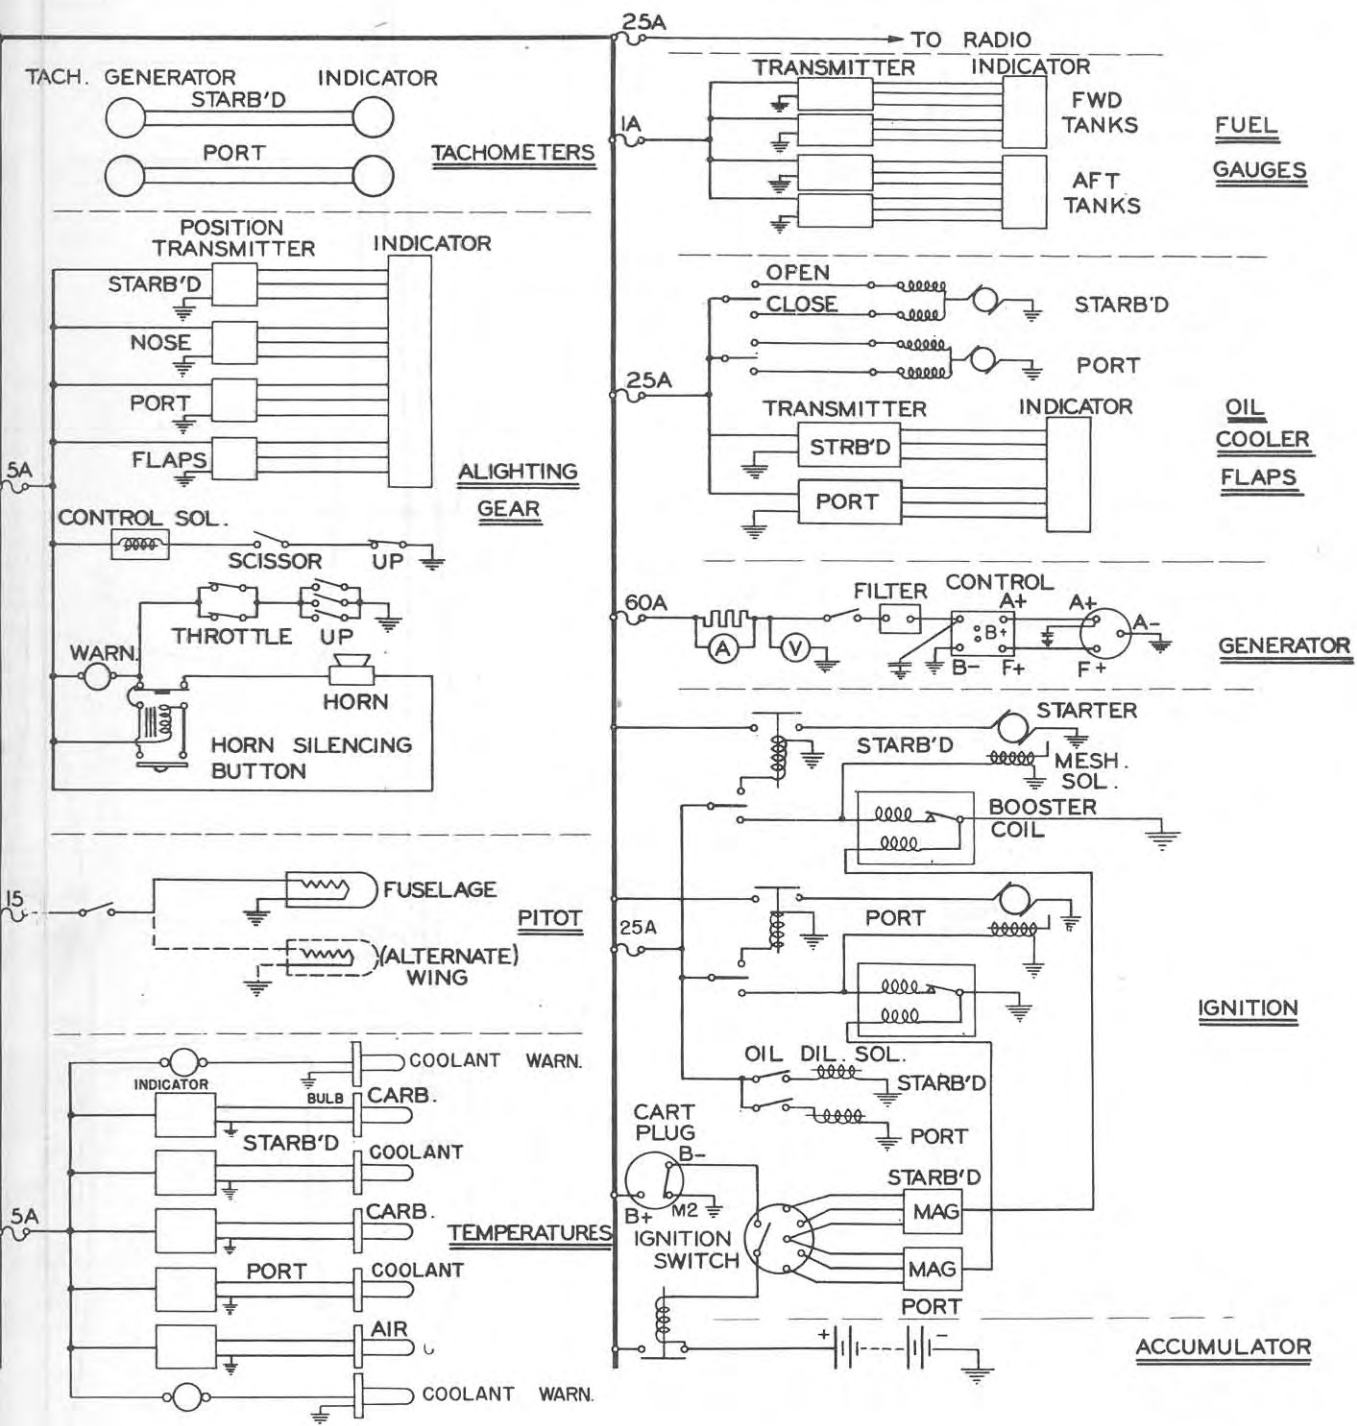 25A
TO RADIO
TACH. GENERATOR INDICATOR
STARB'D
PORT
TACHOMETERS
POSITION
TRANSMITTER INDICATOR
STARB'D
NOSE
PORT
FLAPS
5A
ALIGHTING
GEAR
CONTROL SOL.
SCISSOR UP
THROTTLE UP
WARN.
HORN
HORN SILENCING
BUTTON
15
FUSELAGE
PITOT
(ALTERNATE)
WING
COOLANT WARN.
INDICATOR
BULB CARB.
STARB'D COOLANT
5A
CARB.
TEMPERATURES
PORT COOLANT
AIR
COOLANT WARN.
TRANSMITTER INDICATOR
FWD
TANKS
1A
AFT
TANKS
FUEL
GAUGES
OPEN
CLOSE
STARB'D
PORT
25A
TRANSMITTER INDICATOR
STRB'D
PORT
OIL
COOLER
FLAPS
60A
A
V
FILTER
CONTROL
A+ A+
B+ A-
B- F+ F+
GENERATOR
STARTER
STARB'D
MESH.
SOL.
BOOSTER
COIL
PORT
25A
IGNITION
OIL DIL. SOL.
STARB'D
PORT
CART
PLUG
B-
B+ M2
IGNITION
SWITCH
STARB'D
MAG
MAG
PORT
+ -
ACCUMULATOR